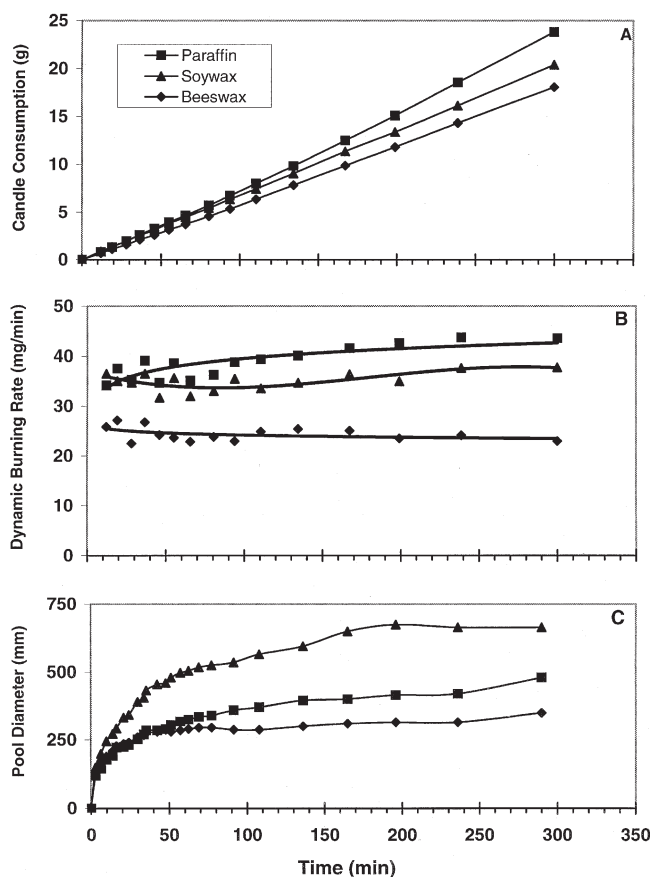 A
Candle Consumption (g)
25
20
15
10
5
0
Paraffin
Soywax
Beeswax
B
Dynamic Burning Rate (mg/min)
50
40
30
20
10
0
C
Pool Diameter (mm)
750
500
250
0
0 50 100 150 200 250 300 350
Time (min)